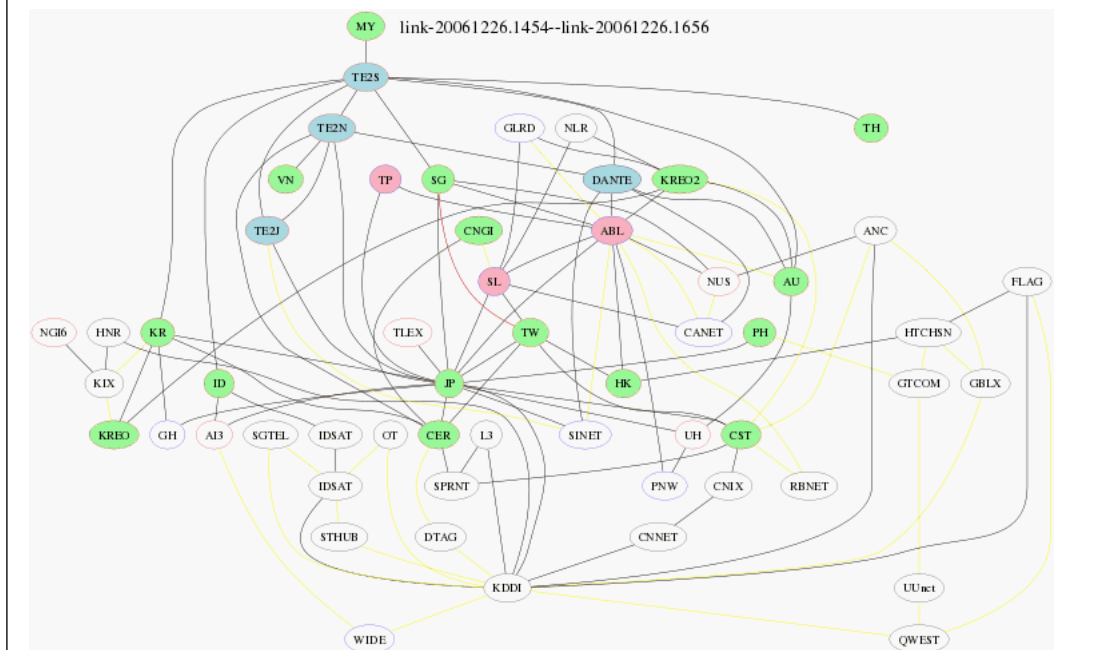 MY
link-20061226.1454--link-20061226.1656
TE2S
TE2N
GLRD
NLR
TH
VN
TP
SG
DANTE
KREO2
TE2J
CNGI
ABL
ANC
SL
NUS
AU
FLAG
NGI6
HNR
KR
TLEX
TW
CANET
PH
HTCHSN
KIX
ID
JP
HK
GTCOM
GBLX
KREO
GH
AI3
SGTEL
IDSAT
OT
CER
L3
SINET
UH
CST
IDSAT
SPRNT
PNW
CNIX
RBNET
STHUB
DTAG
CNNET
KDDI
UUnet
WIDE
QWEST